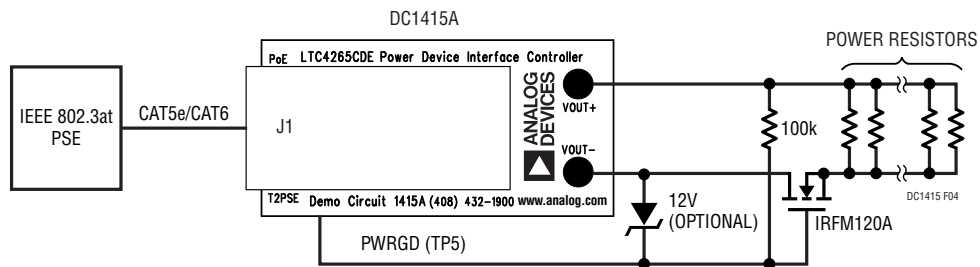 DC1415A
PoE LTC4265CDE Power Device Interface Controller
POWER RESISTORS
IEEE 802.3at
PSE
CAT5e/CAT6
J1
ANALOG
DEVICES
VOUT+
VOUT-
100k
T2PSE Demo Circuit 1415A (408) 432-1900 www.analog.com
12V
(OPTIONAL)
DC1415 F04
IRFM120A
PWRGD (TP5)